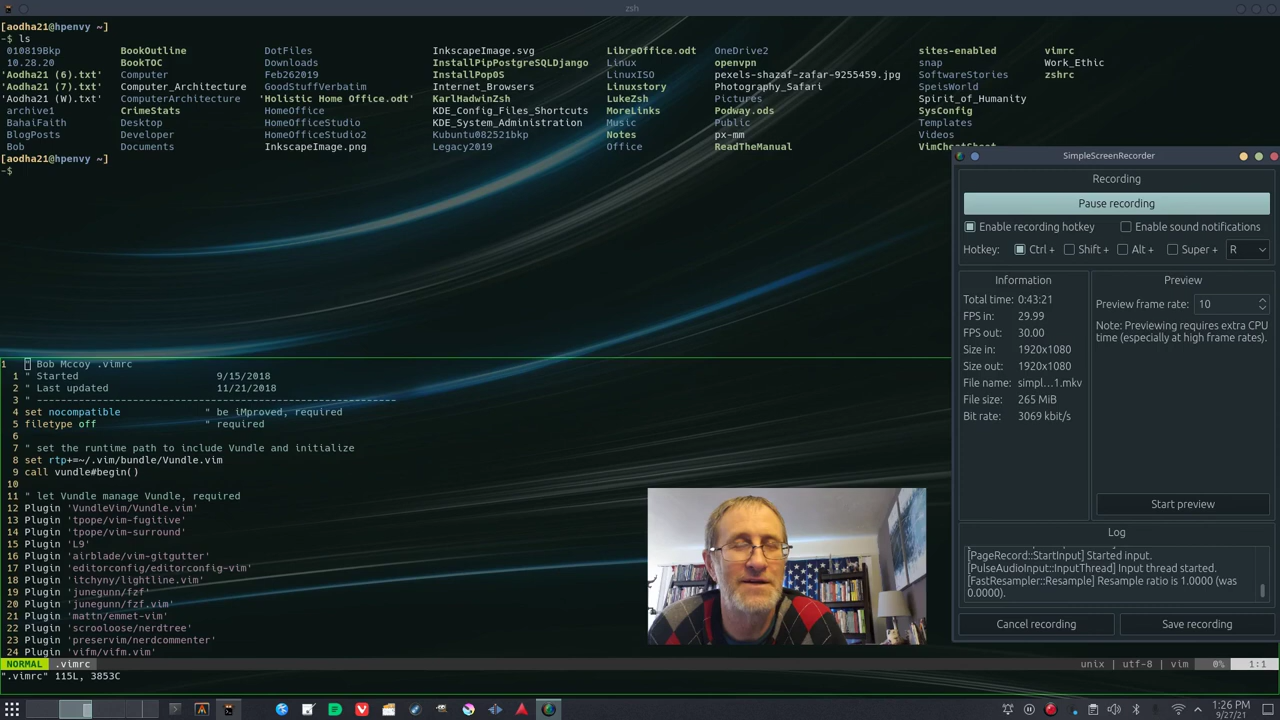 zsh
[aodha21@hpenvy ~]
-$ ls
010819Bkp BookOutline DotFiles InkscapeImage.svg LibreOffice.odt OneDrive2 sites-enabled vimrc
10.28.20 BookTOC Downloads InstallPipPostgreSQLDjango Linux openvpn snap Work_Ethic
'Aodha21 (6).txt' Computer Feb262019 InstallPopOS LinuxISO pexels-shazaf-zafar-9255459.jpg SoftwareStories zshrc
'Aodha21 (7).txt' Computer_Architecture GoodStuffVerbatim Internet_Browsers Linuxstory Photography_Safari SpeisWorld
'Aodha21 (W).txt' ComputerArchitecture 'Holistic Home Office.odt' KarlHadwinZsh LukeZsh Pictures Spirit_of_Humanity
archive1 CrimeStats HomeOffice KDE_Config_Files_Shortcuts MoreLinks Podway.ods SysConfig
BahaiFaith Desktop HomeOfficeStudio KDE_System_Administration Music Public Templates
BlogPosts Developer HomeOfficeStudio2 Kubuntu082521bkp Notes px-mm Videos
Bob Documents InkscapeImage.png Legacy2019 Office ReadTheManual VimCheatSheet
[aodha21@hpenvy ~]
-$
1 " Bob Mccoy .vimrc
1 " Started 9/15/2018
2 " Last updated 11/21/2018
3 " ------------------------------------------------------------
4 set nocompatible " be iMproved, required
5 filetype off " required
6
7 " set the runtime path to include Vundle and initialize
8 set rtp+=~/.vim/bundle/Vundle.vim
9 call vundle#begin()
10
11 " let Vundle manage Vundle, required
12 Plugin 'VundleVim/Vundle.vim'
13 Plugin 'tpope/vim-fugitive'
14 Plugin 'tpope/vim-surround'
15 Plugin 'L9'
16 Plugin 'airblade/vim-gitgutter'
17 Plugin 'editorconfig/editorconfig-vim'
18 Plugin 'itchyny/lightline.vim'
19 Plugin 'junegunn/fzf'
20 Plugin 'junegunn/fzf.vim'
21 Plugin 'mattn/emmet-vim'
22 Plugin 'scrooloose/nerdtree'
23 Plugin 'preservim/nerdcommenter'
24 Plugin 'vifm/vifm.vim'
NORMAL .vimrc unix | utf-8 | vim 0% 1:1
".vimrc" 115L, 3853C
SimpleScreenRecorder
Recording
Pause recording
Enable recording hotkey Enable sound notifications
Hotkey: Ctrl + Shift + Alt + Super + R
Information
Total time: 0:43:21
FPS in: 29.99
FPS out: 30.00
Size in: 1920x1080
Size out: 1920x1080
File name: simpl...1.mkv
File size: 265 MiB
Bit rate: 3069 kbit/s
Preview
Preview frame rate: 10
Note: Previewing requires extra CPU
time (especially at high frame rates).
Start preview
Log
[PageRecord::StartInput] Started input.
[PulseAudioInput::InputThread] Input thread started.
[FastResampler::Resample] Resample ratio is 1.0000 (was
0.0000).
Cancel recording Save recording
1:26 PM
9/27/21